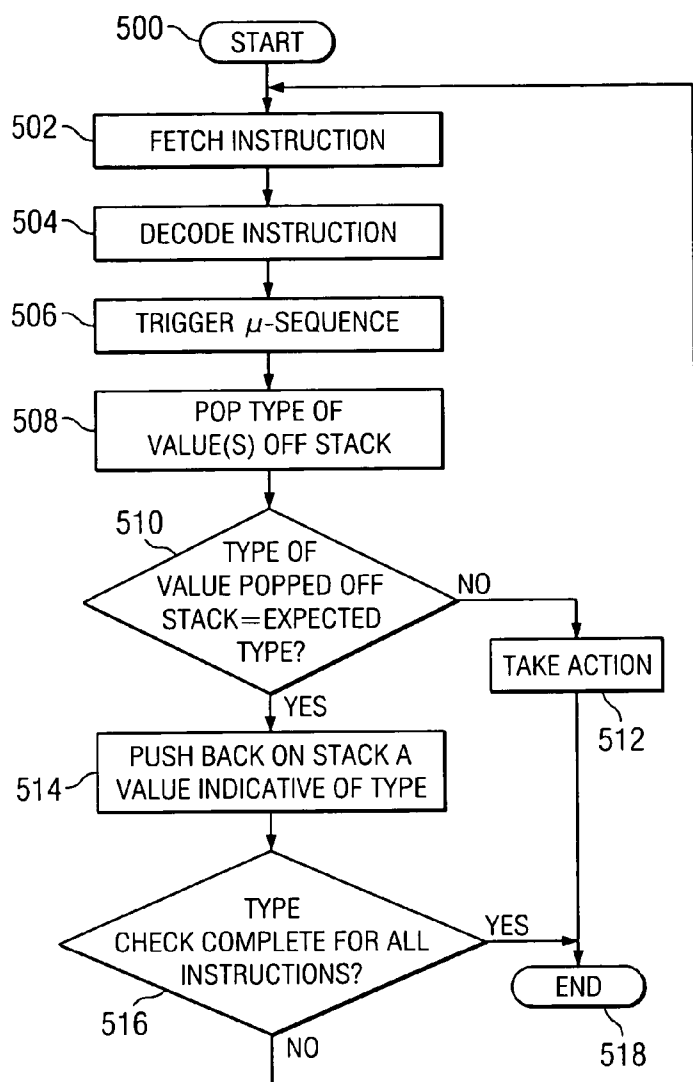 500
START
502
FETCH INSTRUCTION
504
DECODE INSTRUCTION
506
TRIGGER μ-SEQUENCE
508
POP TYPE OF
VALUE(S) OFF STACK
510
TYPE OF
VALUE POPPED OFF
STACK=EXPECTED
TYPE?
NO
TAKE ACTION
512
YES
514
PUSH BACK ON STACK A
VALUE INDICATIVE OF TYPE
TYPE
CHECK COMPLETE FOR ALL
INSTRUCTIONS?
YES
516
END
518
NO